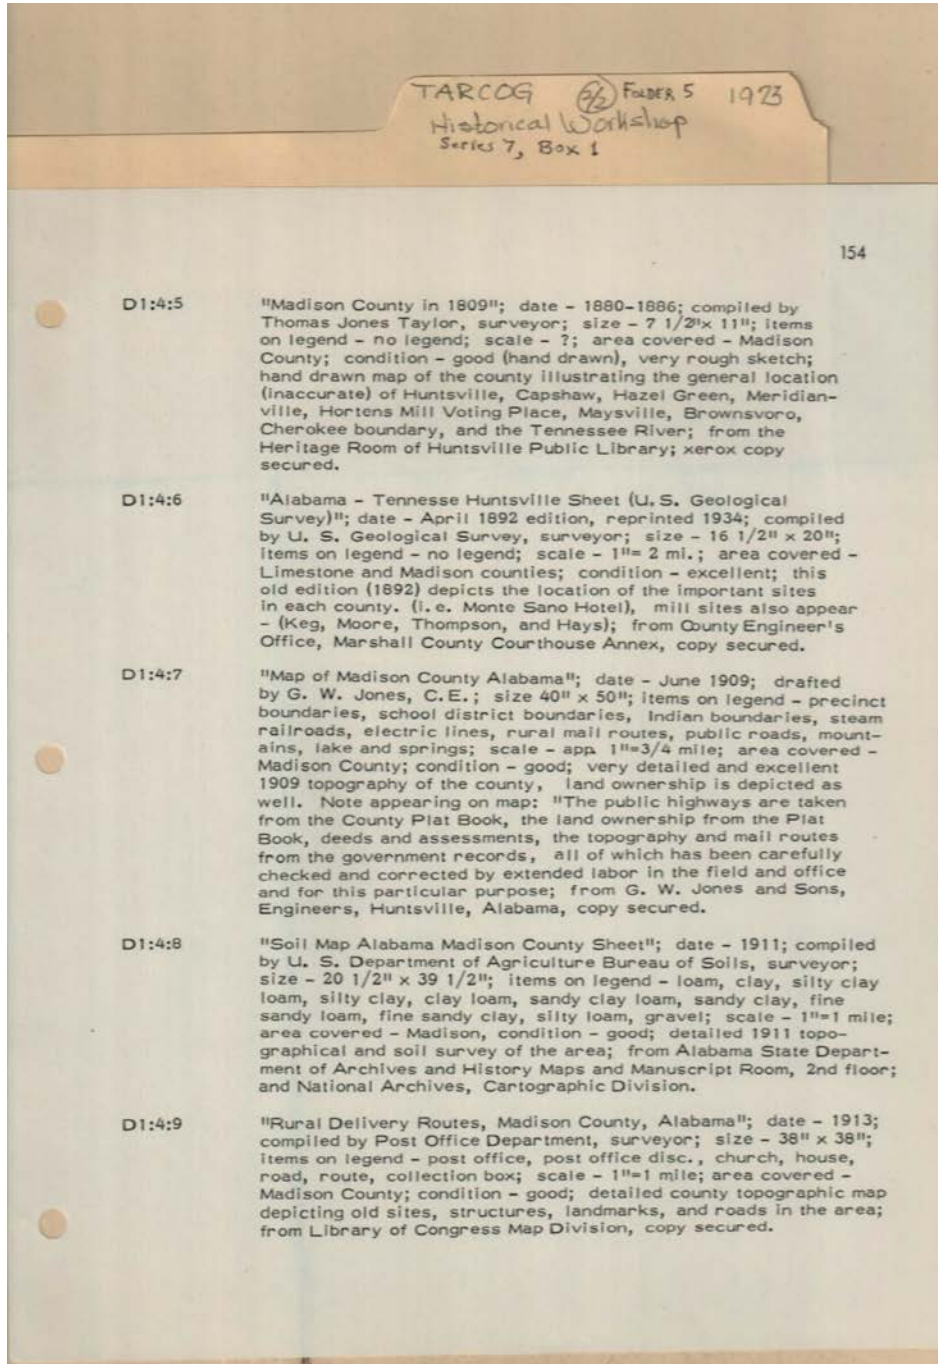 TARCOG 2/2 FOLDER 5 1973
Historical Workshop
Series 7, Box 1
154
D1:4:5 "Madison County in 1809"; date - 1880-1886; compiled by
Thomas Jones Taylor, surveyor; size - 7 1/2"x 11"; items
on legend - no legend; scale - ?; area covered - Madison
County; condition - good (hand drawn), very rough sketch;
hand drawn map of the county illustrating the general location
(inaccurate) of Huntsville, Capshaw, Hazel Green, Meridian-
ville, Hortens Mill Voting Place, Maysville, Brownsvoro,
Cherokee boundary, and the Tennessee River; from the
Heritage Room of Huntsville Public Library; xerox copy
secured.
D1:4:6 "Alabama - Tennesse Huntsville Sheet (U.S. Geological
Survey)"; date - April 1892 edition, reprinted 1934; compiled
by U. S. Geological Survey, surveyor; size - 16 1/2" x 20";
items on legend - no legend; scale - 1"= 2 mi.; area covered -
Limestone and Madison counties; condition - excellent; this
old edition (1892) depicts the location of the important sites
in each county. (i.e. Monte Sano Hotel), mill sites also appear
- (Keg, Moore, Thompson, and Hays); from County Engineer's
Office, Marshall County Courthouse Annex, copy secured.
D1:4:7 "Map of Madison County Alabama"; date - June 1909; drafted
by G. W. Jones, C.E.; size 40" x 50"; items on legend - precinct
boundaries, school district boundaries, Indian boundaries, steam
railroads, electric lines, rural mail routes, public roads, mount-
ains, lake and springs; scale - app. 1"=3/4 mile; area covered -
Madison County; condition - good; very detailed and excellent
1909 topography of the county, land ownership is depicted as
well. Note appearing on map: "The public highways are taken
from the County Plat Book, the land ownership from the Plat
Book, deeds and assessments, the topography and mail routes
from the government records, all of which has been carefully
checked and corrected by extended labor in the field and office
and for this particular purpose; from G. W. Jones and Sons,
Engineers, Huntsville, Alabama, copy secured.
D1:4:8 "Soil Map Alabama Madison County Sheet"; date - 1911; compiled
by U. S. Department of Agriculture Bureau of Soils, surveyor;
size - 20 1/2" x 39 1/2"; items on legend - loam, clay, silty clay
loam, silty clay, clay loam, sandy clay loam, sandy clay, fine
sandy loam, fine sandy clay, silty loam, gravel; scale - 1"=1 mile;
area covered - Madison, condition - good; detailed 1911 topo-
graphical and soil survey of the area; from Alabama State Depart-
ment of Archives and History Maps and Manuscript Room, 2nd floor;
and National Archives, Cartographic Division.
D1:4:9 "Rural Delivery Routes, Madison County, Alabama"; date - 1913;
compiled by Post Office Department, surveyor; size - 38" x 38";
items on legend - post office, post office disc., church, house,
road, route, collection box; scale - 1"=1 mile; area covered -
Madison County; condition - good; detailed county topographic map
depicting old sites, structures, landmarks, and roads in the area;
from Library of Congress Map Division, copy secured.